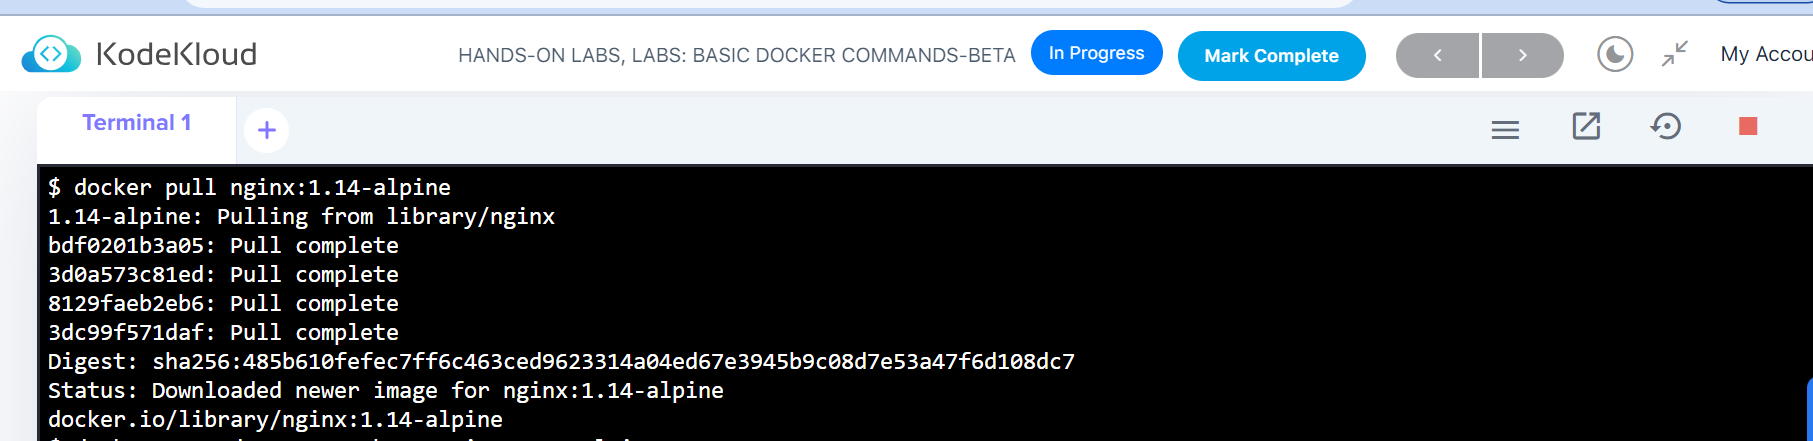 KodeKloud
HANDS-ON LABS, LABS: BASIC DOCKER COMMANDS-BETA
In Progress
Mark Complete
My Accou
Terminal 1
$ docker pull nginx:1.14-alpine
1.14-alpine: Pulling from library/nginx
bdf0201b3a05: Pull complete
3d0a573c81ed: Pull complete
8129faeb2eb6: Pull complete
3dc99f571daf: Pull complete
Digest: sha256:485b610fefec7ff6c463ced9623314a04ed67e3945b9c08d7e53a47f6d108dc7
Status: Downloaded newer image for nginx:1.14-alpine
docker.io/library/nginx:1.14-alpine